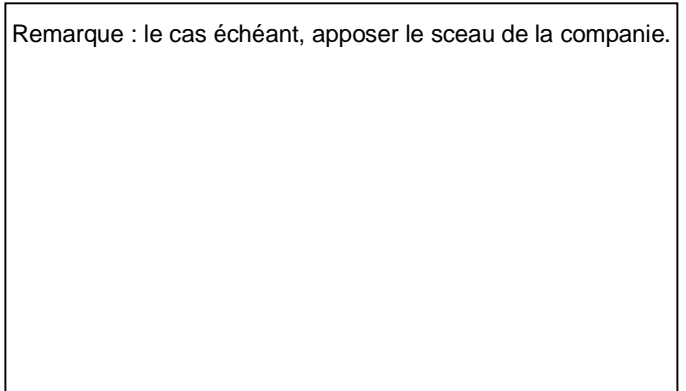 Remarque : le cas échéant, apposer le sceau de la companie.